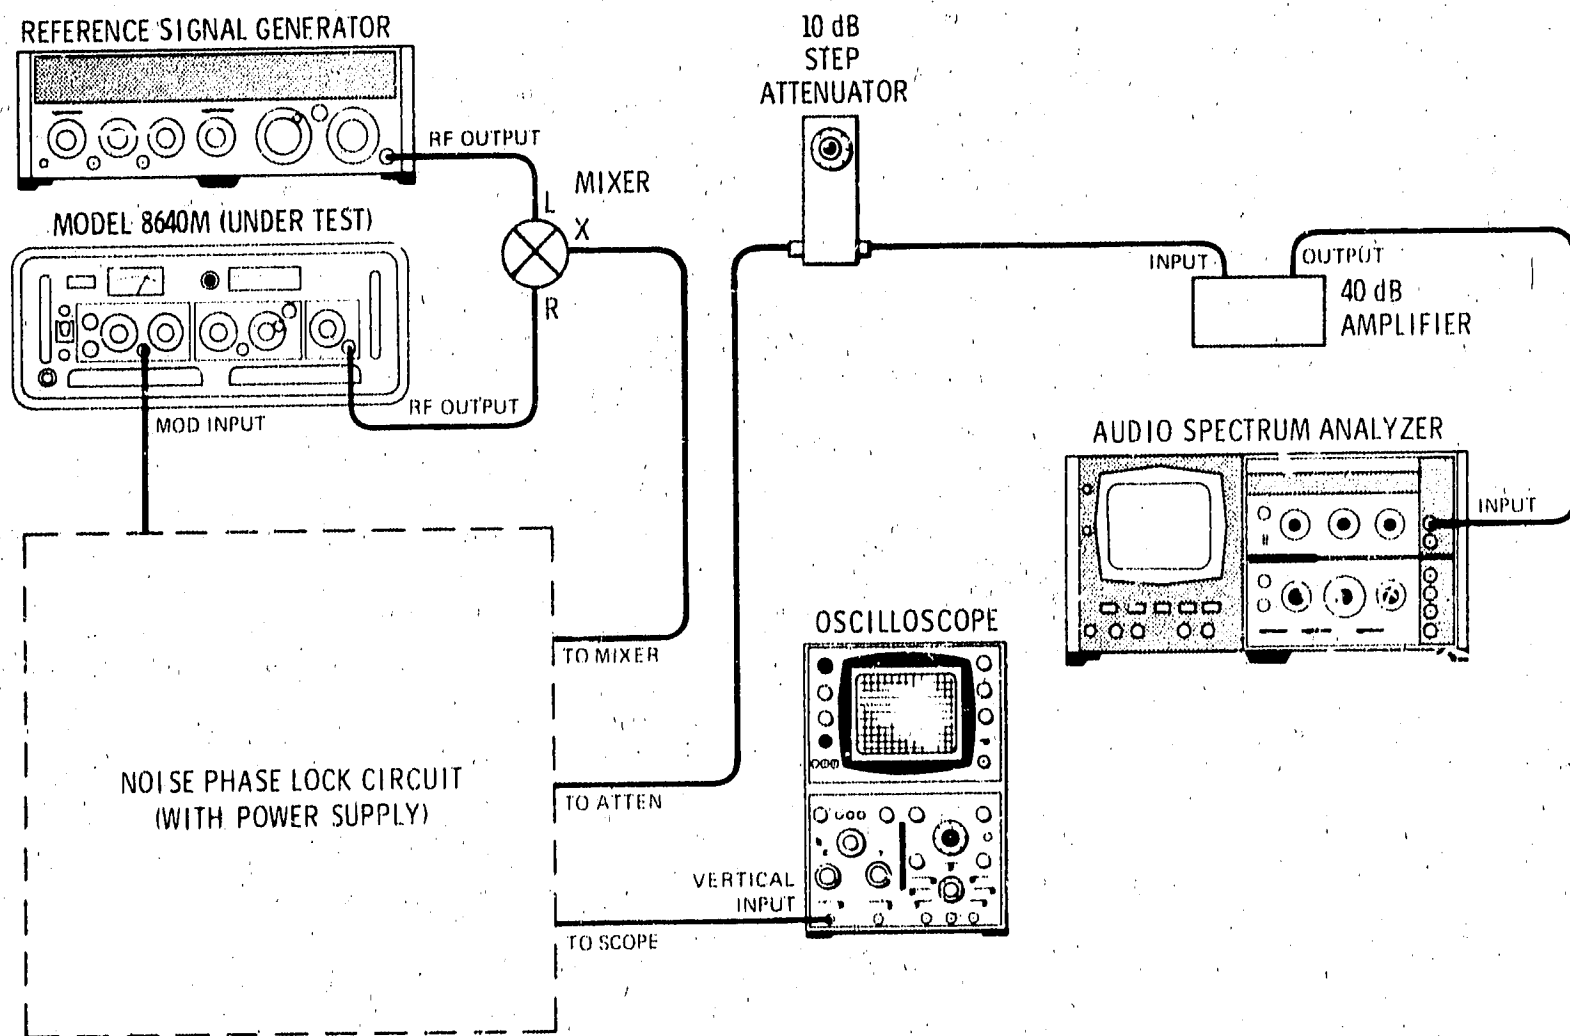 REFERENCE SIGNAL GENERATOR
10 dB
STEP
ATTENUATOR
RF OUTPUT
L
MIXER
X
R
MODEL 8640M (UNDER TEST)
RF OUTPUT
MOD INPUT
INPUT
OUTPUT
40 dB
AMPLIFIER
AUDIO SPECTRUM ANALYZER
INPUT
TO MIXER
OSCILLOSCOPE
NOISE PHASE LOCK CIRCUIT
(WITH POWER SUPPLY)
TO ATTEN
VERTICAL
INPUT
TO SCOPE